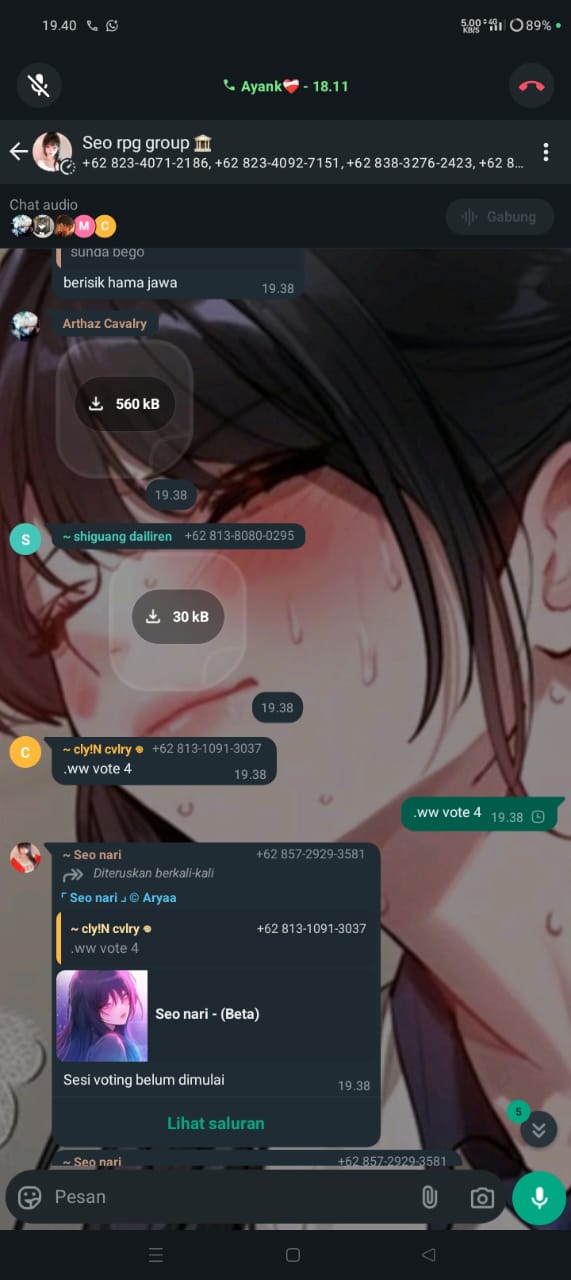 19.40
5.00 KB/S 4G 89%
Ayank❤️‍🩹 - 18.11
Seo rpg group 🏛️
+62 823-4071-2186, +62 823-4092-7151, +62 838-3276-2423, +62 8...
Chat audio
M C
Gabung
sunda bego
berisik hama jawa
19.38
Arthaz Cavalry
560 kB
19.38
S
~ shiguang dailiren +62 813-8080-0295
30 kB
19.38
C
~ cly!N cvlry +62 813-1091-3037
.ww vote 4
19.38
.ww vote 4 19.38
~ Seo nari +62 857-2929-3581
Diteruskan berkali-kali
「 Seo nari 」 © Aryaa
~ cly!N cvlry +62 813-1091-3037
.ww vote 4
Seo nari - (Beta)
Sesi voting belum dimulai
19.38
Lihat saluran
5
~ Seo nari +62 857-2929-3581
Pesan